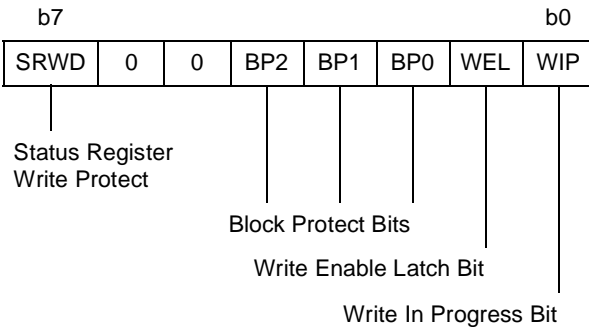 b7 b0
SRWD 0 0 BP2 BP1 BP0 WEL WIP
Status Register
Write Protect
Block Protect Bits
Write Enable Latch Bit
Write In Progress Bit